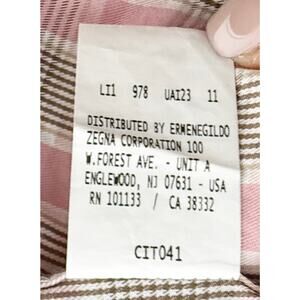 LI1 978 UAI23 11
DISTRIBUTED BY ERMENEGILDO
ZEGNA CORPORATION 100
W.FOREST AVE. - UNIT A
ENGLEWOOD, NJ 07631 - USA
RN 101133 / CA 38332
CIT041